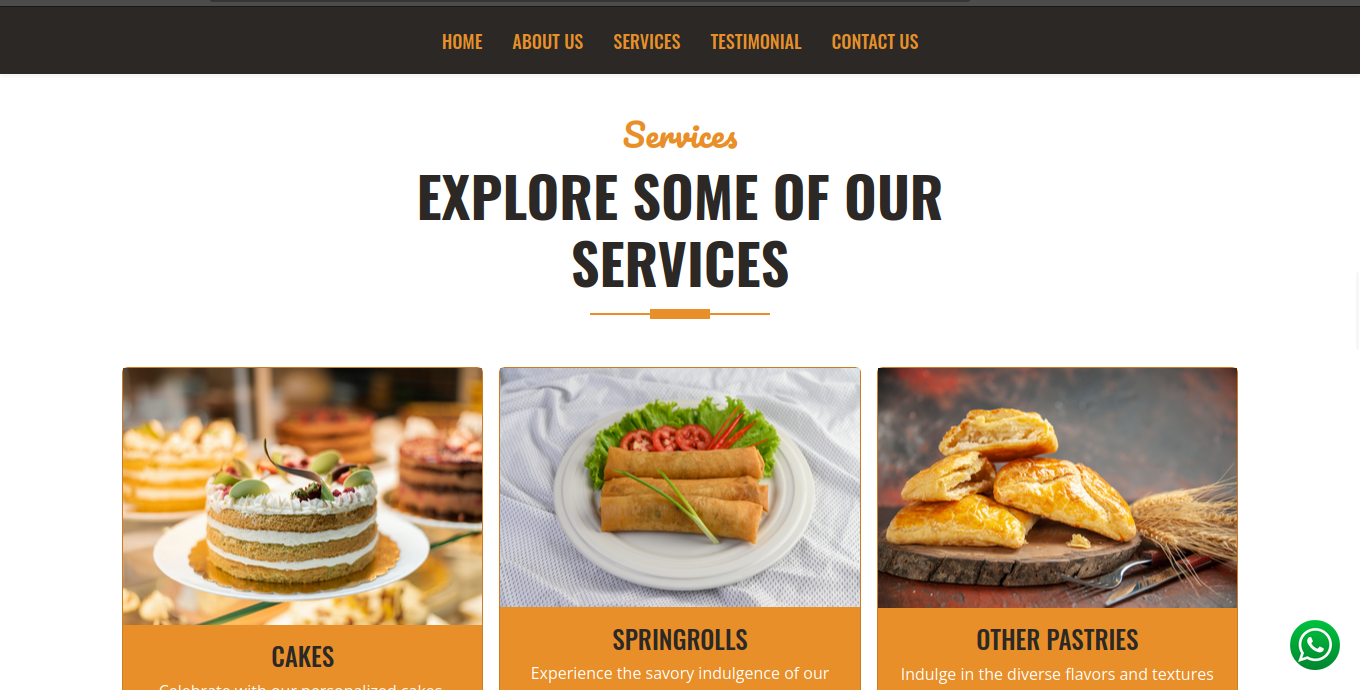 HOME ABOUT US SERVICES TESTIMONIAL CONTACT US
Services
EXPLORE SOME OF OUR
SERVICES
CAKES
Celebrate with our personalized cakes
SPRINGROLLS
Experience the savory indulgence of our
OTHER PASTRIES
Indulge in the diverse flavors and textures